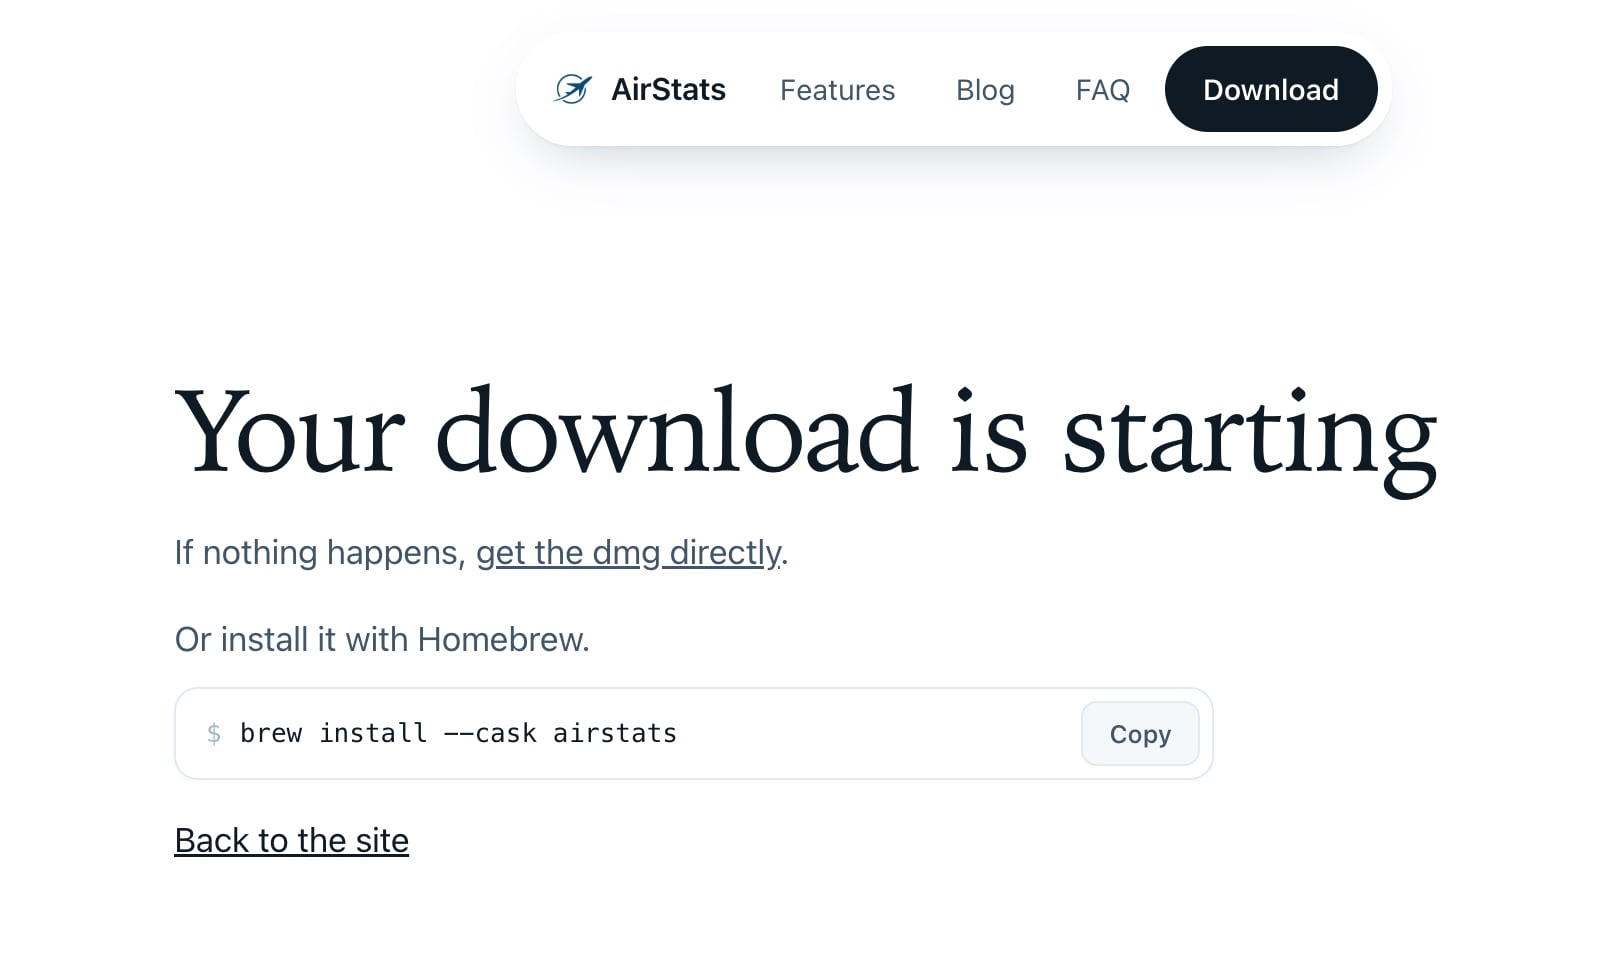 AirStats Features Blog FAQ Download
Your download is starting
If nothing happens, get the dmg directly.
Or install it with Homebrew.
$ brew install --cask airstats Copy
Back to the site